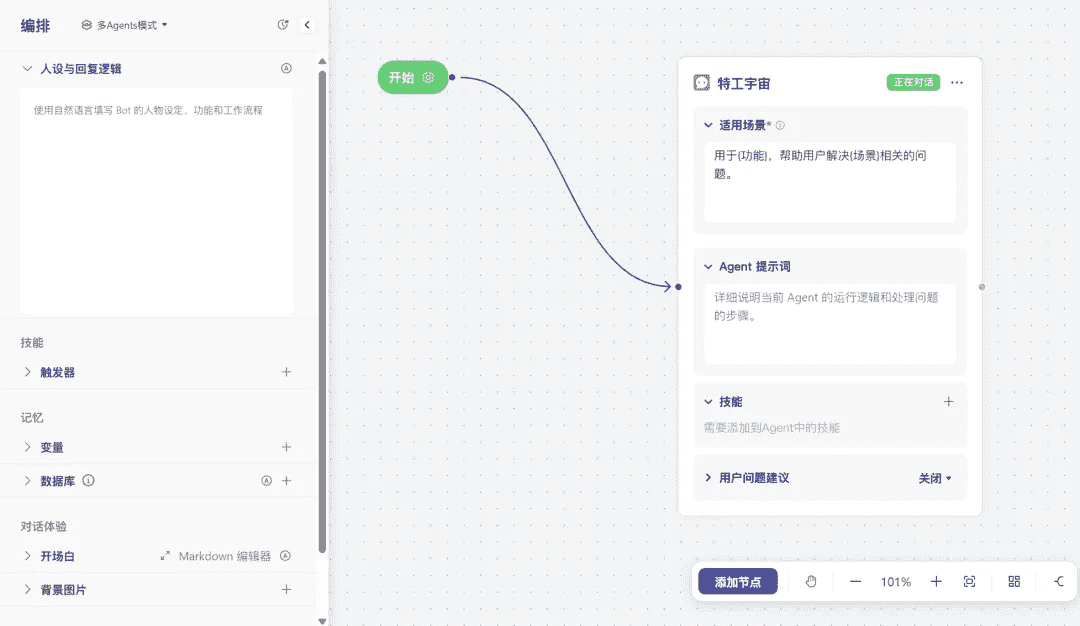 编排
多Agents模式
人设与回复逻辑
使用自然语言填写 Bot 的人物设定、功能和工作流程
技能
触发器
记忆
变量
数据库
对话体验
开场白 Markdown 编辑器
背景图片
开始
特工宇宙 正在对话
适用场景*
用于{功能}，帮助用户解决{场景}相关的问
题。
Agent 提示词
详细说明当前 Agent 的运行逻辑和处理问题
的步骤。
技能
需要添加到Agent中的技能
用户问题建议 关闭
添加节点 101%